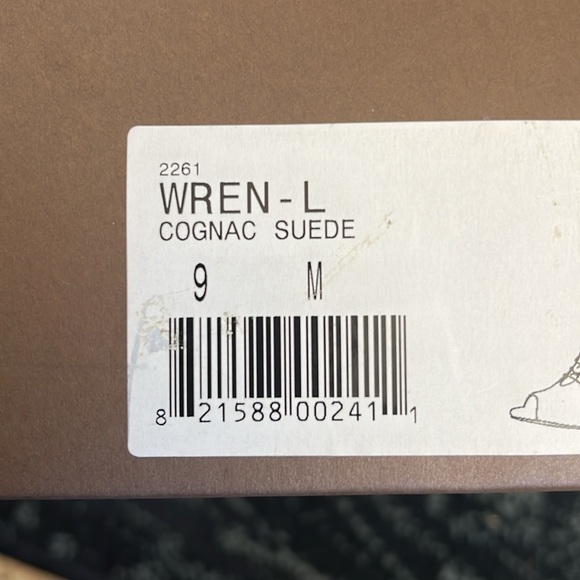 2261
WREN-L
COGNAC SUEDE
9 M
8 21588 00241 1